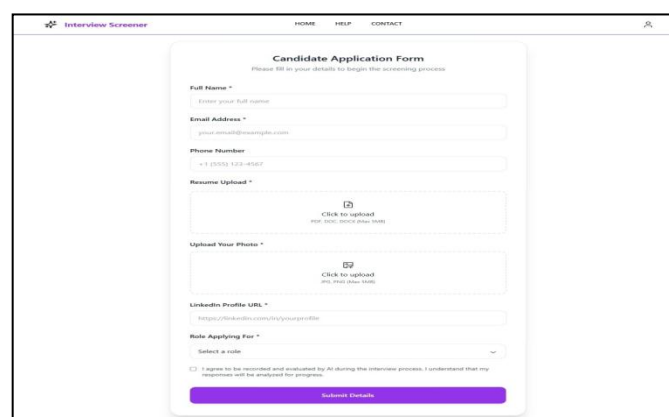 Interview Screener
HOME HELP CONTACT
Candidate Application Form
Please fill in your details to begin the screening process
Full Name *
Enter your full name
Email Address *
your.email@example.com
Phone Number
+1 (555) 123-4567
Resume Upload *
Click to upload
PDF, DOC, DOCX (Max 5MB)
Upload Your Photo *
Click to upload
JPG, PNG (Max 5MB)
LinkedIn Profile URL *
https://linkedin.com/in/yourprofile
Role Applying For *
Select a role
I agree to be recorded and evaluated by AI during the interview process. I understand that my
responses will be analyzed for progress.
Submit Details